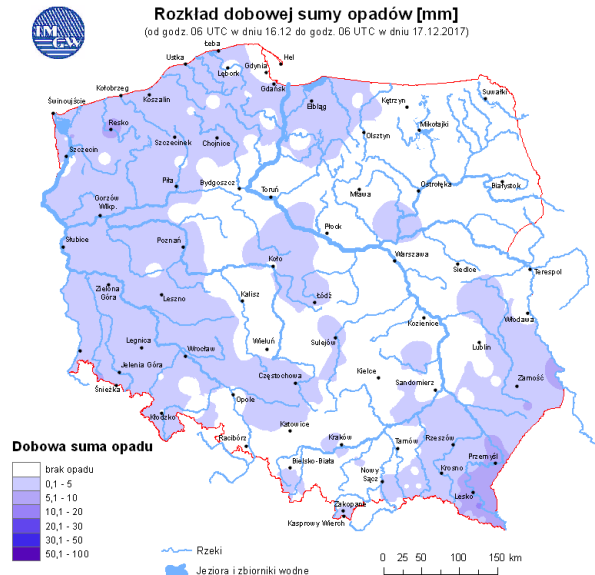 Rozkład dobowej sumy opadów [mm]
(od godz. 06 UTC w dniu 16.12 do godz. 06 UTC w dniu 17.12.2017)
IM
GW
Łeba
Ustka
Lębork
Gdynia
Hel
Gdańsk
Kołobrzeg
Koszalin
Świnoujście
Resko
Elbląg
Kętrzyn
Suwałki
Mikołajki
Olsztyn
Szczecin
Szczecinek
Chojnice
Piła
Bydgoszcz
Toruń
Mława
Ostrołęka
Białystok
Gorzów
Wlkp.
Płock
Słubice
Poznań
Koło
Warszawa
Siedlce
Terespol
Zielona
Góra
Leszno
Kalisz
Łódź
Kozienice
Włodawa
Legnica
Wrocław
Wieluń
Sulejów
Lublin
Jelenia Góra
Śnieżka
Częstochowa
Kielce
Sandomierz
Zamość
Opole
Kłodzko
Racibórz
Katowice
Kraków
Tarnów
Rzeszów
Przemyśl
Bielsko-Biała
Nowy
Sącz
Krosno
Lesko
Zakopane
Kasprowy Wierch
Dobowa suma opadu
brak opadu
0,1 - 5
5,1 - 10
10,1 - 20
20,1 - 30
30,1 - 50
50,1 - 100
Rzeki
Jeziora i zbiorniki wodne
0 25 50 100 150 km